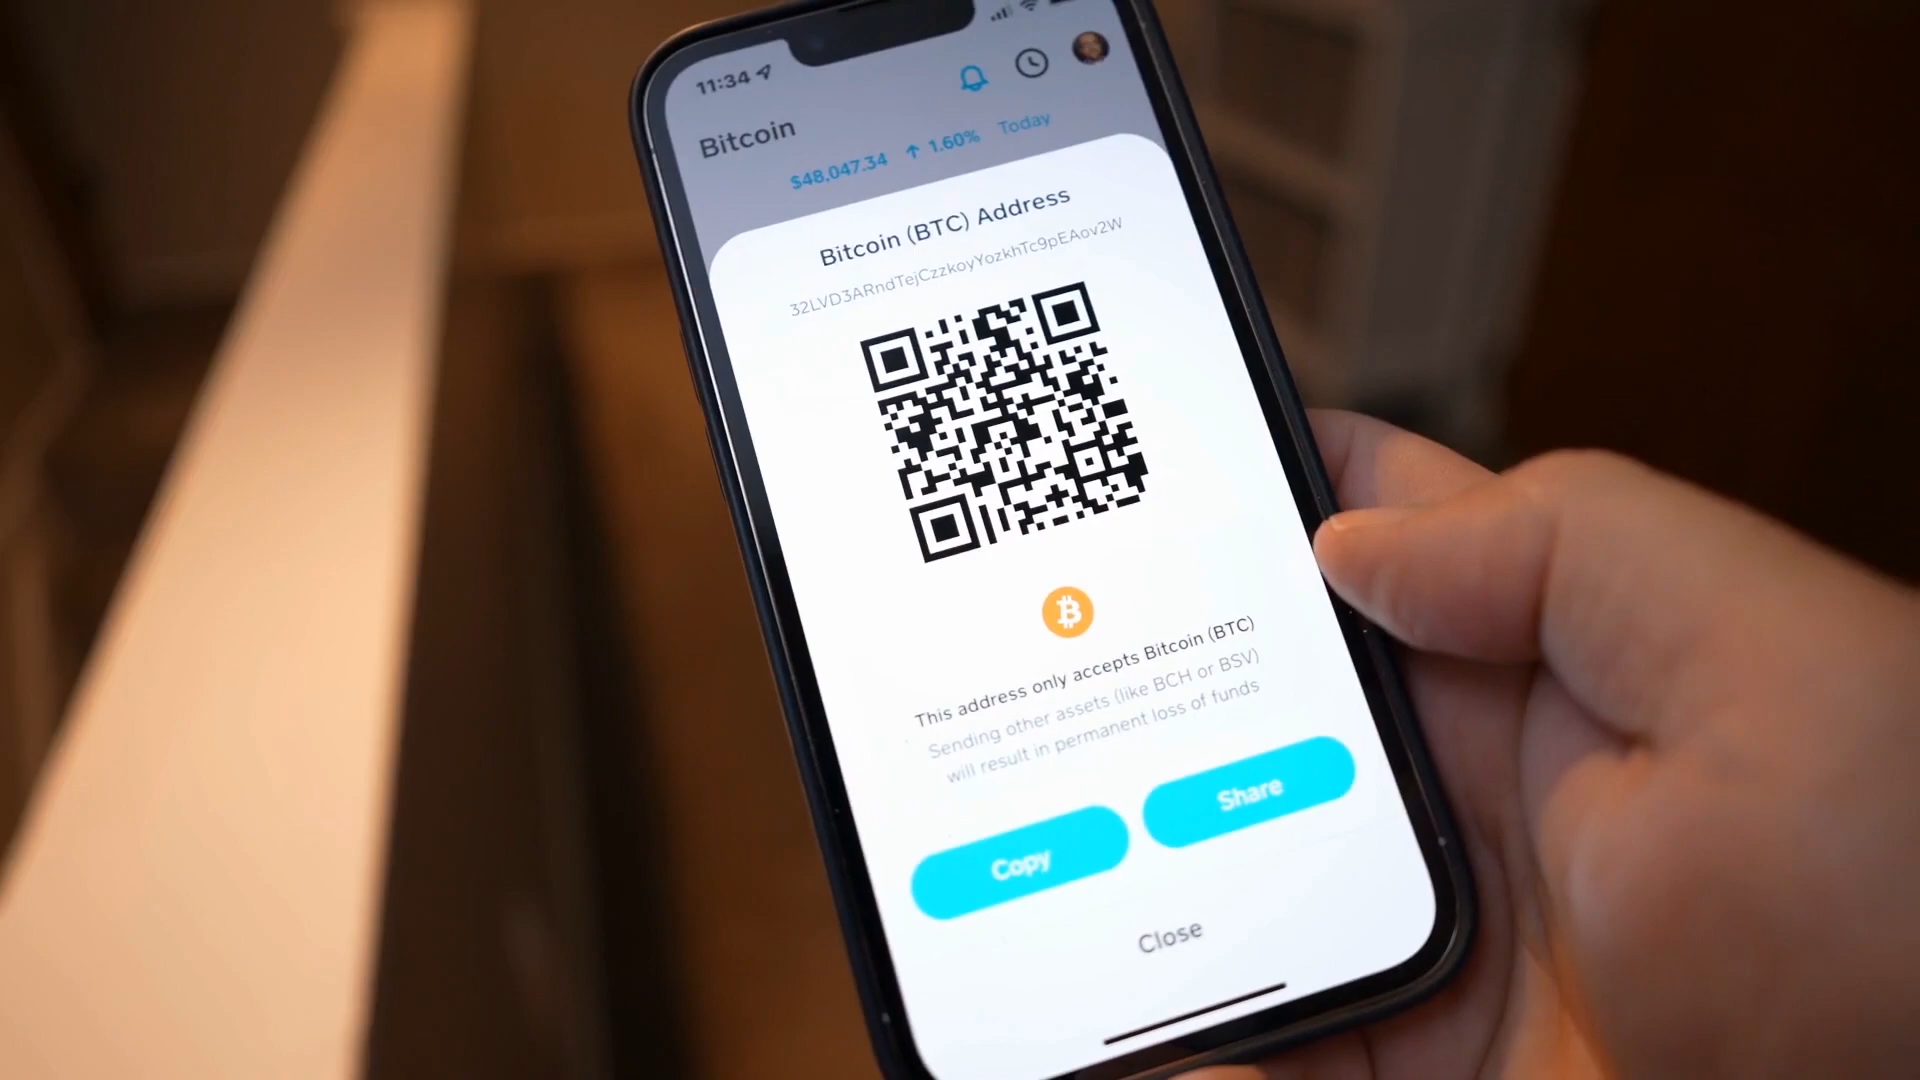 11:34
Bitcoin
$48,047.34 ↑ 1.60% Today
Bitcoin (BTC) Address
32LVD3ARndTejCzzkoyYozkhTc9pEAov2W
This address only accepts Bitcoin (BTC)
Sending other assets (like BCH or BSV)
will result in permanent loss of funds
Copy
Share
Close